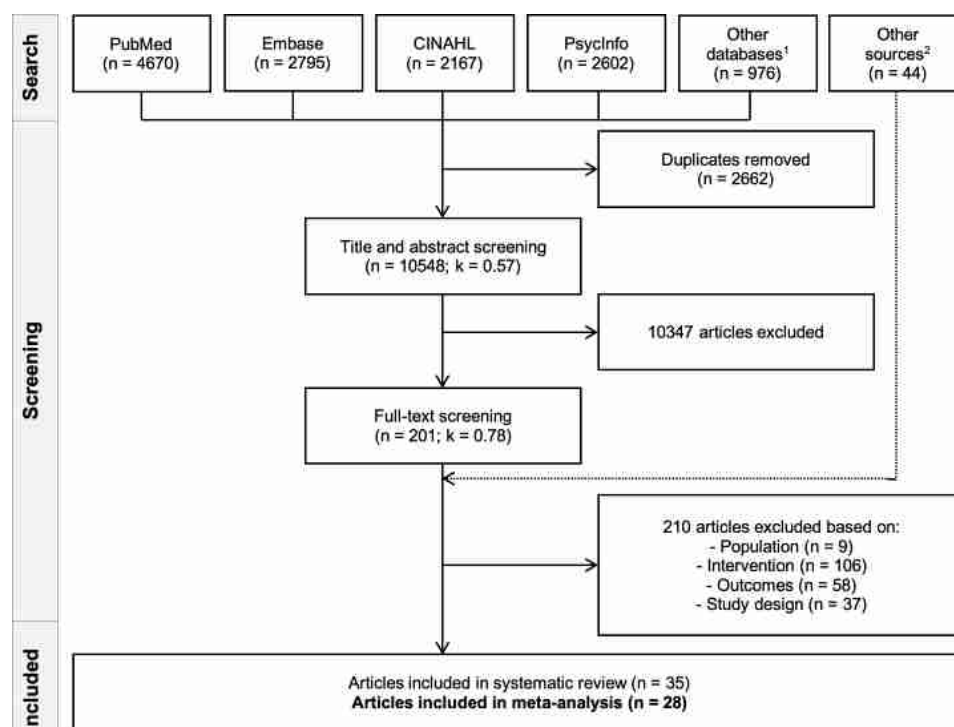 Search
PubMed
(n = 4670)
Embase
(n = 2795)
CINAHL
(n = 2167)
PsycInfo
(n = 2602)
Other
databases¹
(n = 976)
Other
sources²
(n = 44)
Screening
Duplicates removed
(n = 2662)
Title and abstract screening
(n = 10548; k = 0.57)
10347 articles excluded
Full-text screening
(n = 201; k = 0.78)
210 articles excluded based on:
- Population (n = 9)
- Intervention (n = 106)
- Outcomes (n = 58)
- Study design (n = 37)
ncluded
Articles included in systematic review (n = 35)
Articles included in meta-analysis (n = 28)